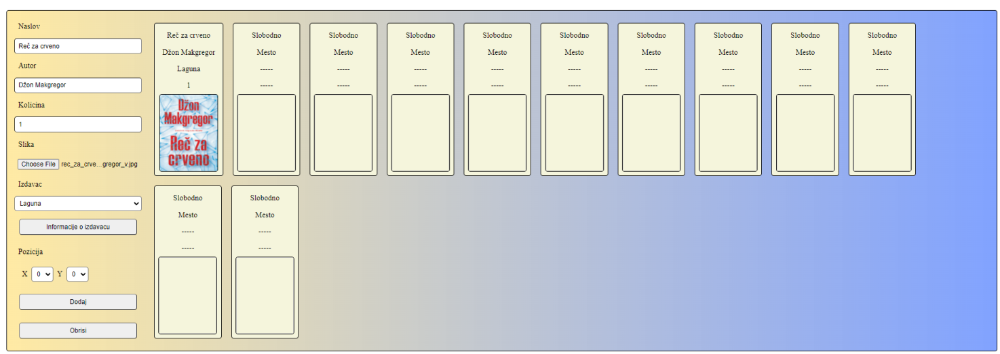 Naslov
Reč za crveno
Autor
Džon Makgregor
Kolicina
1
Slika
Choose File rec_za_crve...gregor_v.jpg
Izdavac
Laguna
Informacije o izdavacu
Pozicija
X 0 Y 0
Dodaj
Obrisi
Reč za crveno
Džon Makgregor
Laguna
1
Džon
Makgregor
Reč za
crveno
Slobodno
Mesto
-----
-----
Slobodno
Mesto
-----
-----
Slobodno
Mesto
-----
-----
Slobodno
Mesto
-----
-----
Slobodno
Mesto
-----
-----
Slobodno
Mesto
-----
-----
Slobodno
Mesto
-----
-----
Slobodno
Mesto
-----
-----
Slobodno
Mesto
-----
-----
Slobodno
Mesto
-----
-----
Slobodno
Mesto
-----
-----